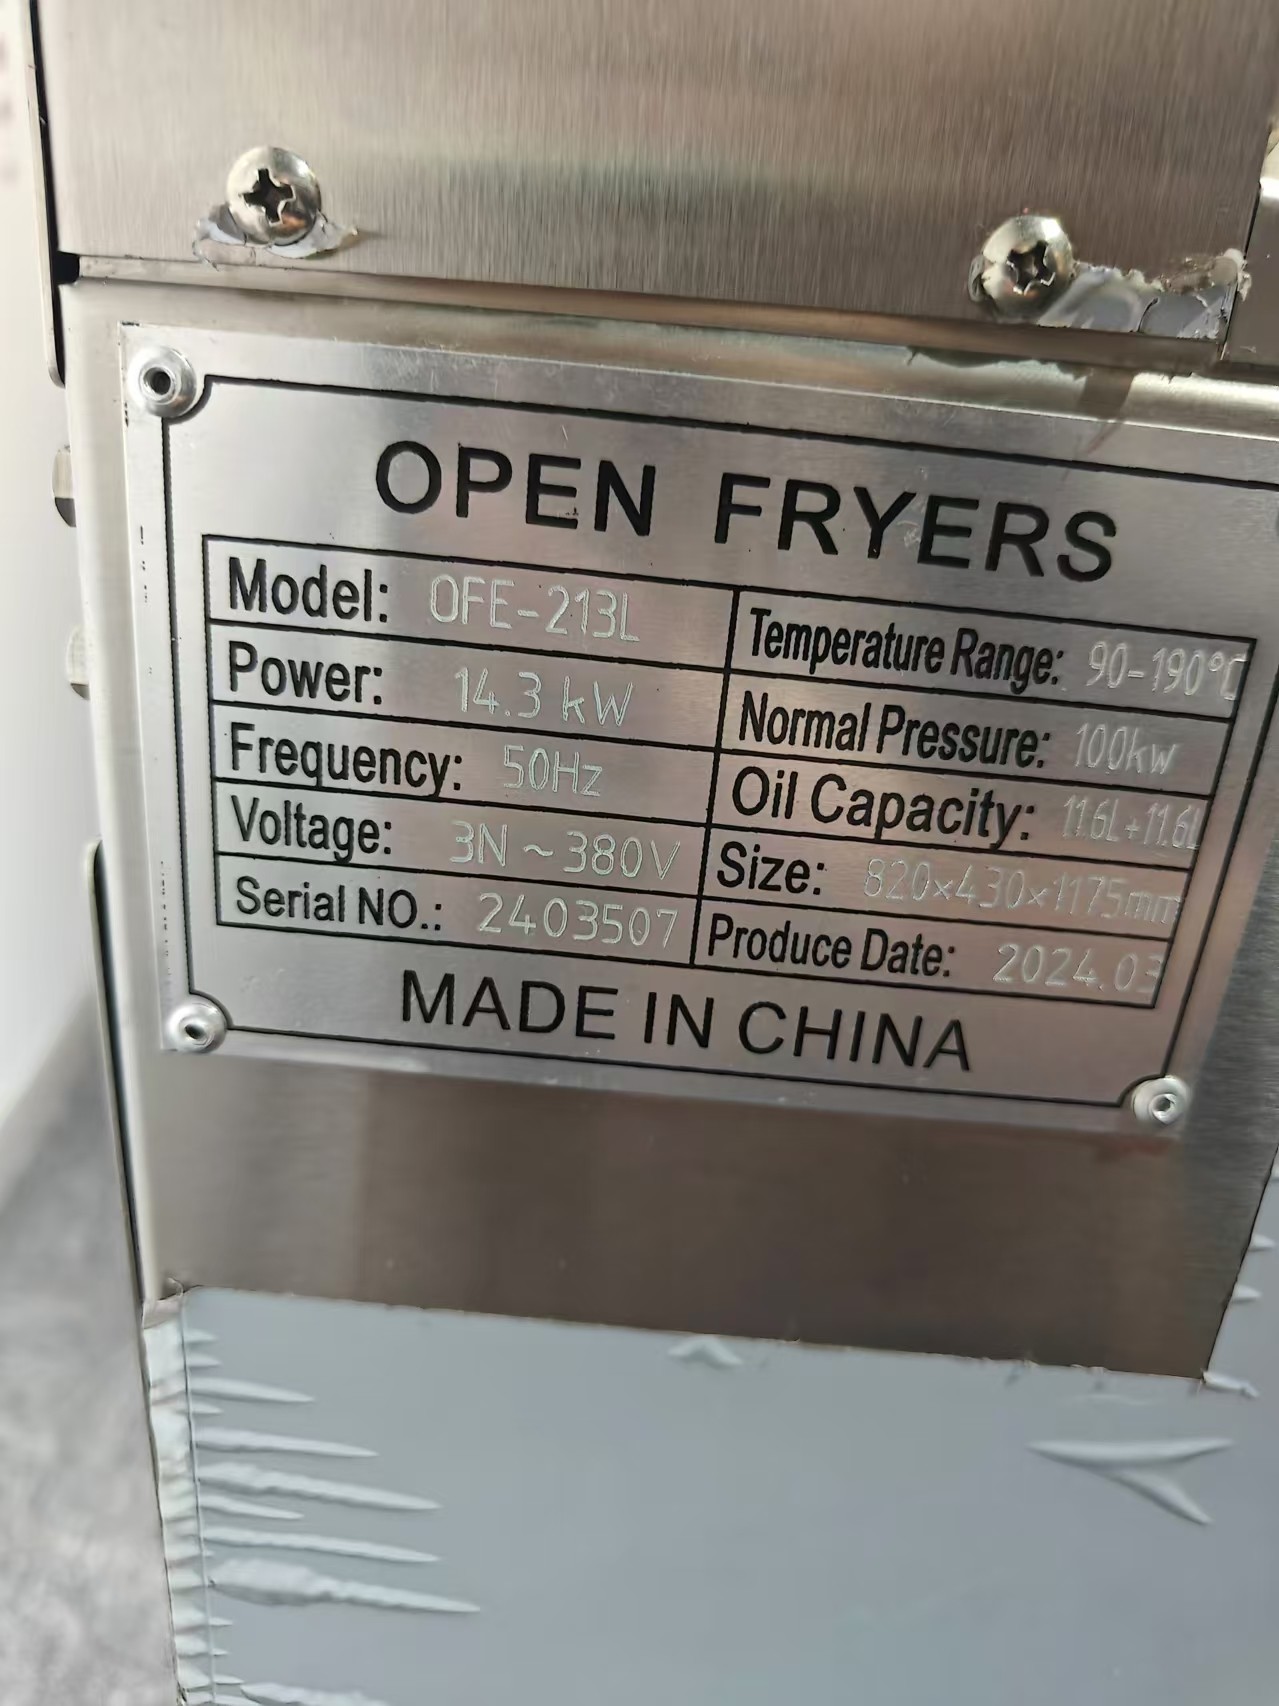 OPEN FRYERS
Model: OFE-213L
Temperature Range: 90-190°C
Power: 14.3 kW
Normal Pressure: 100kw
Frequency: 50Hz
Oil Capacity: 11.6L+11.6L
Voltage: 3N~380V
Size: 820×430×1175mm
Serial NO.: 2403507
Produce Date: 2024.03
MADE IN CHINA